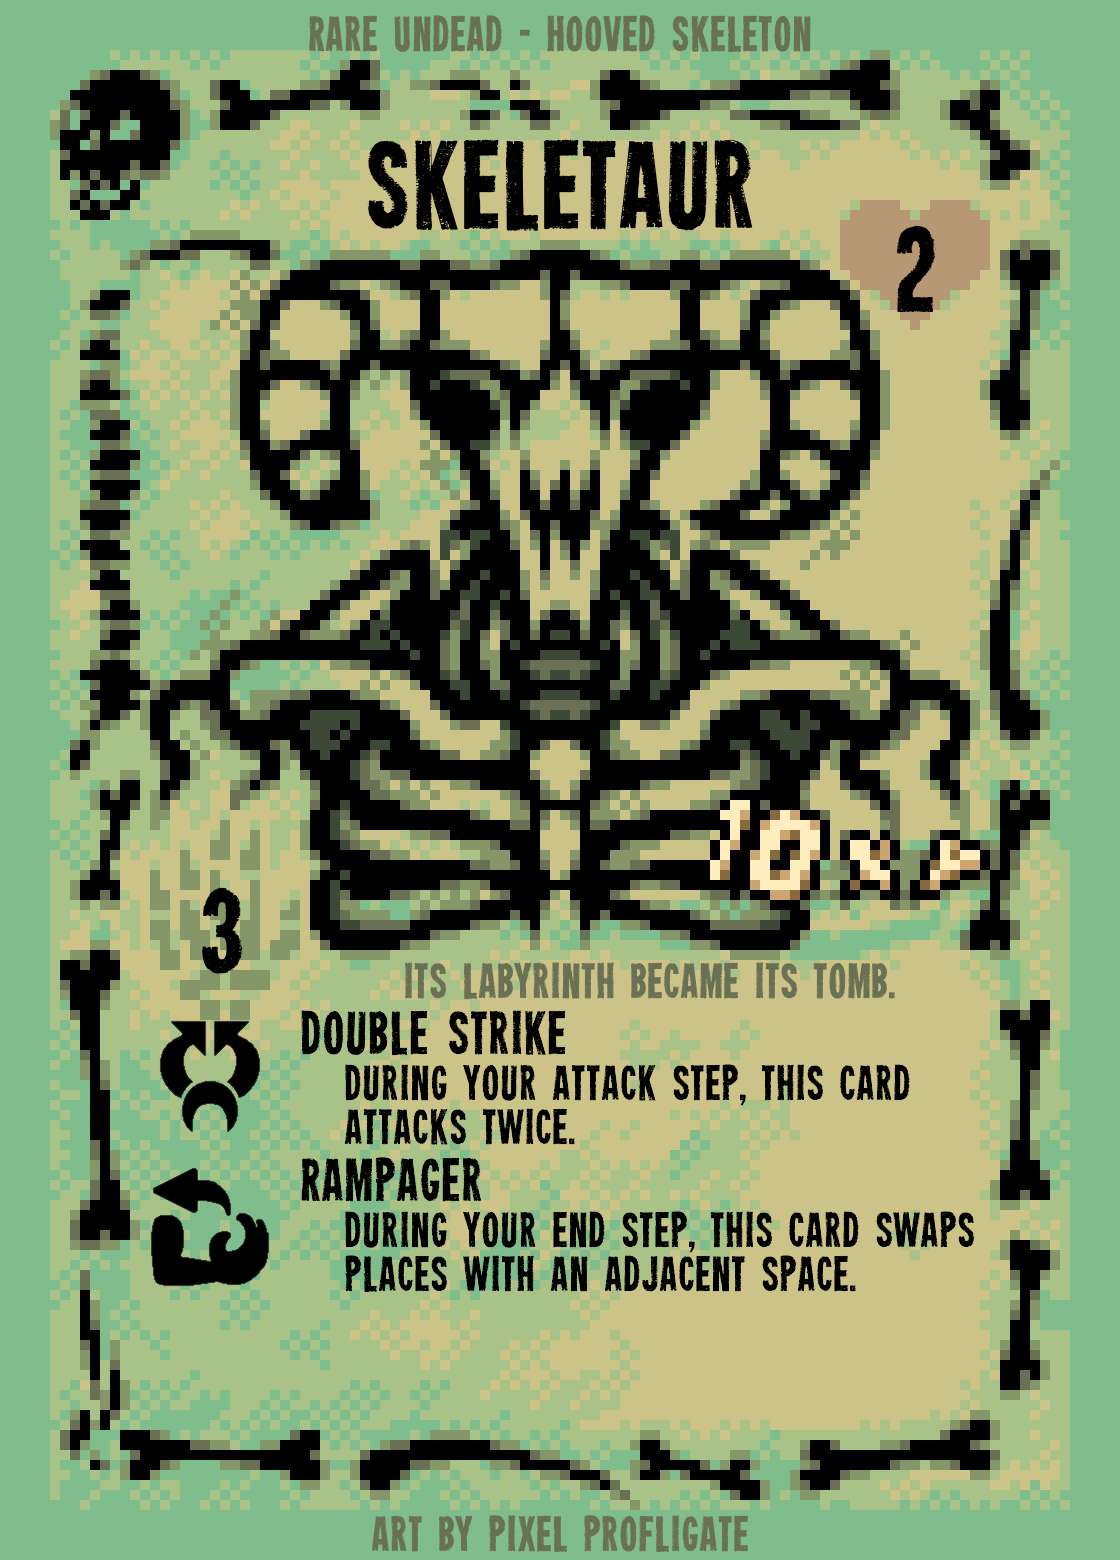 RARE UNDEAD - HOOVED SKELETON
SKELETAUR
2
10 x P
3
ITS LABYRINTH BECAME ITS TOMB.
DOUBLE STRIKE
DURING YOUR ATTACK STEP, THIS CARD
ATTACKS TWICE.
RAMPAGER
DURING YOUR END STEP, THIS CARD SWAPS
PLACES WITH AN ADJACENT SPACE.
ART BY PIXEL PROFLIGATE